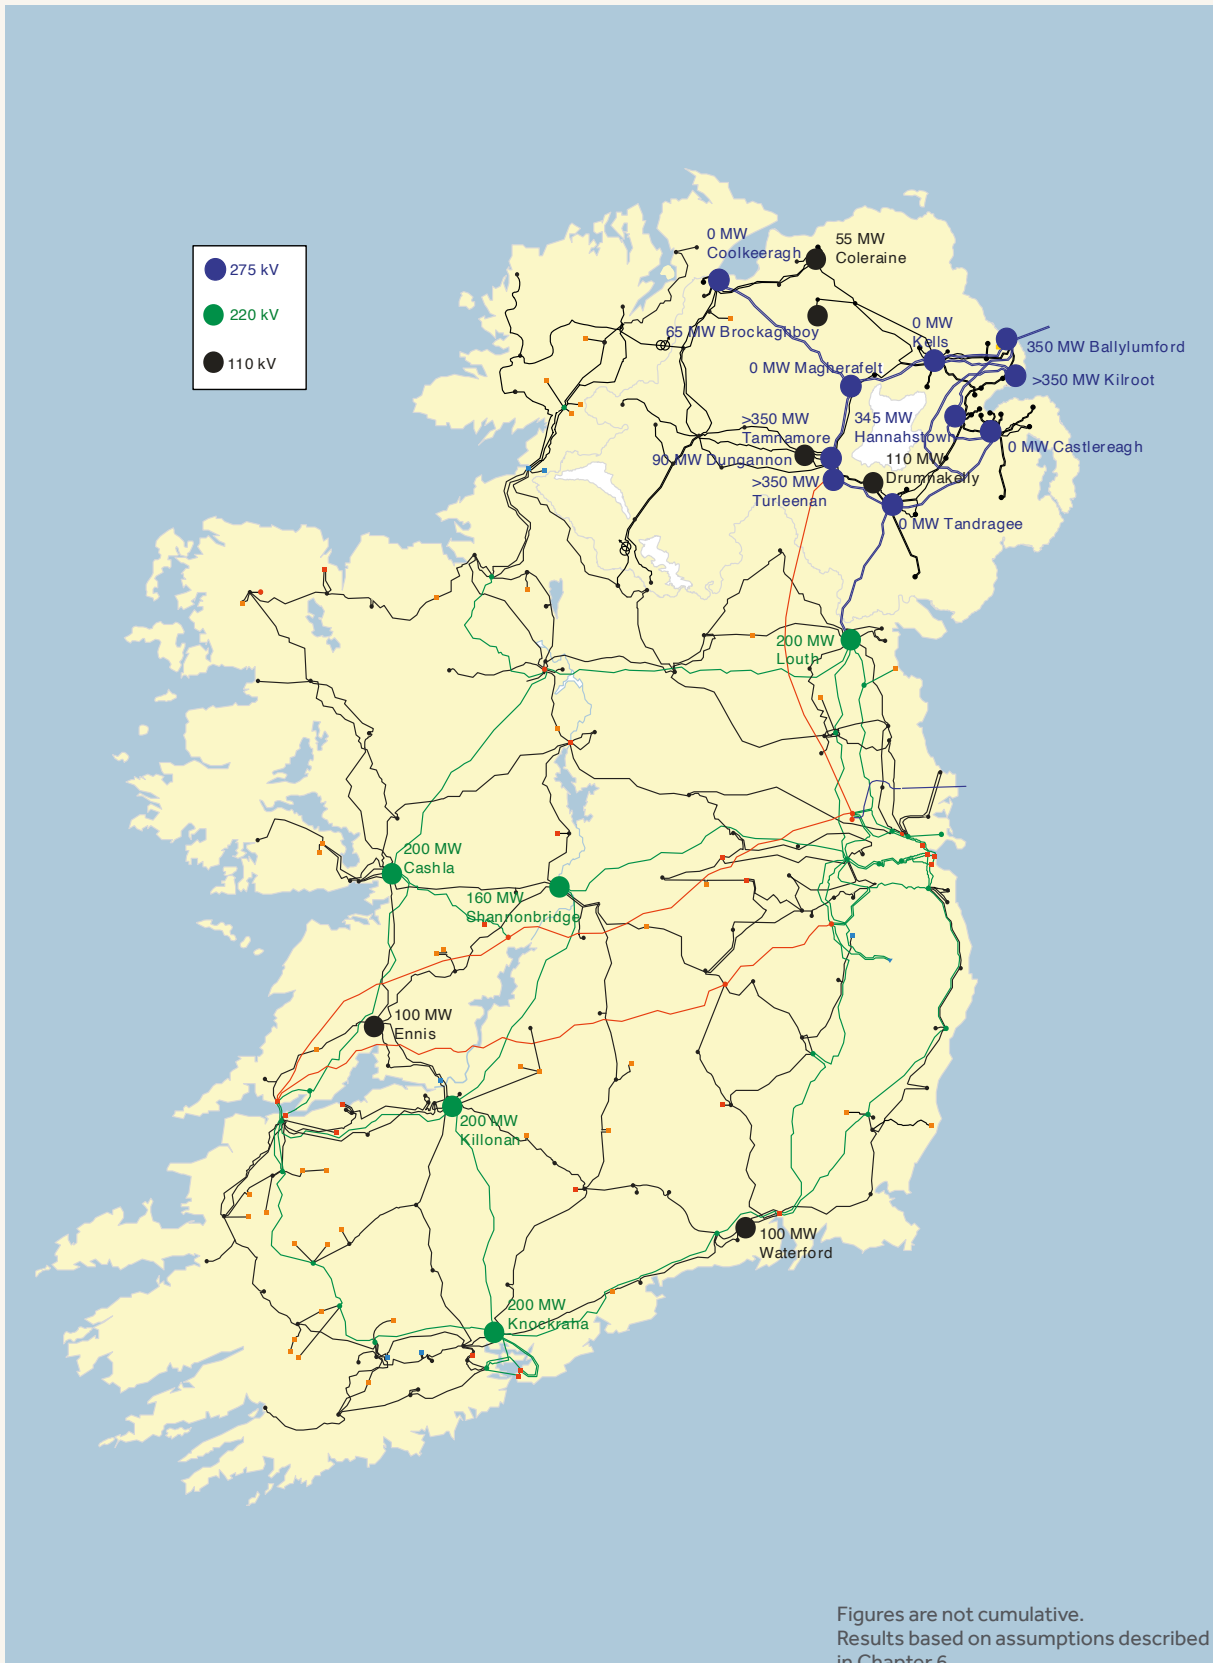 275 kV
220 kV
110 kV
0 MW
Coolkeeragh
55 MW
Coleraine
65 MW Brockaghboy
0 MW
Kells
350 MW Ballylumford
0 MW Magherafelt
>350 MW Kilroot
>350 MW
Tamnamore
345 MW
Hannahstown
0 MW Castlereagh
90 MW Dungannon
110 MW
Drumnakelly
>350 MW
Turleenan
0 MW Tandragee
200 MW
Louth
200 MW
Cashla
160 MW
Shannonbridge
100 MW
Ennis
200 MW
Killonan
100 MW
Waterford
200 MW
Knockraha
Figures are not cumulative.
Results based on assumptions described
in Chapter 6